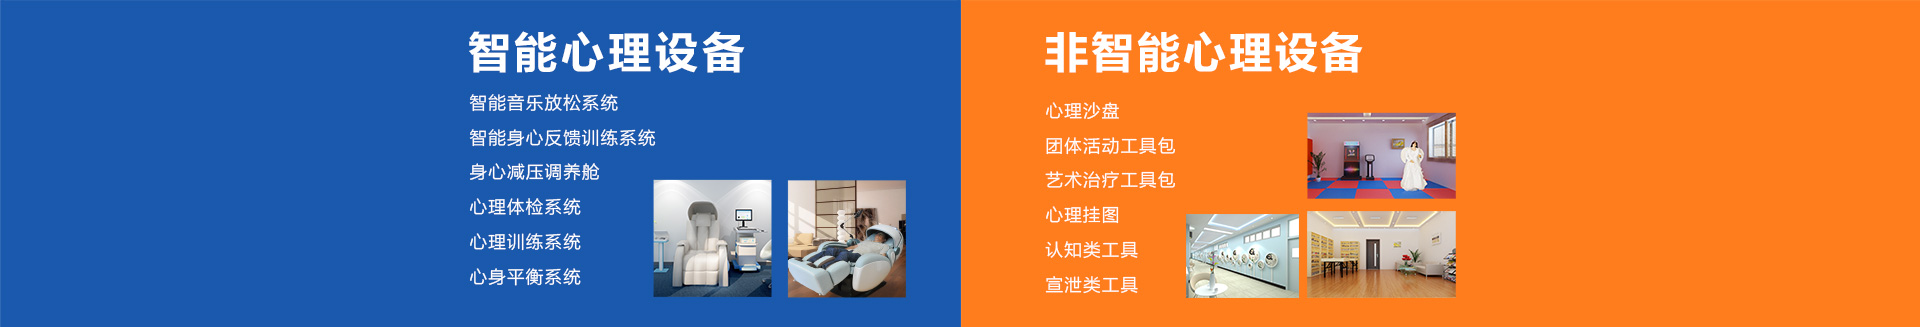 智能心理设备
智能音乐放松系统
智能身心反馈训练系统
身心减压调养舱
心理体检系统
心理训练系统
心身平衡系统
非智能心理设备
心理沙盘
团体活动工具包
艺术治疗工具包
心理挂图
认知类工具
宣泄类工具